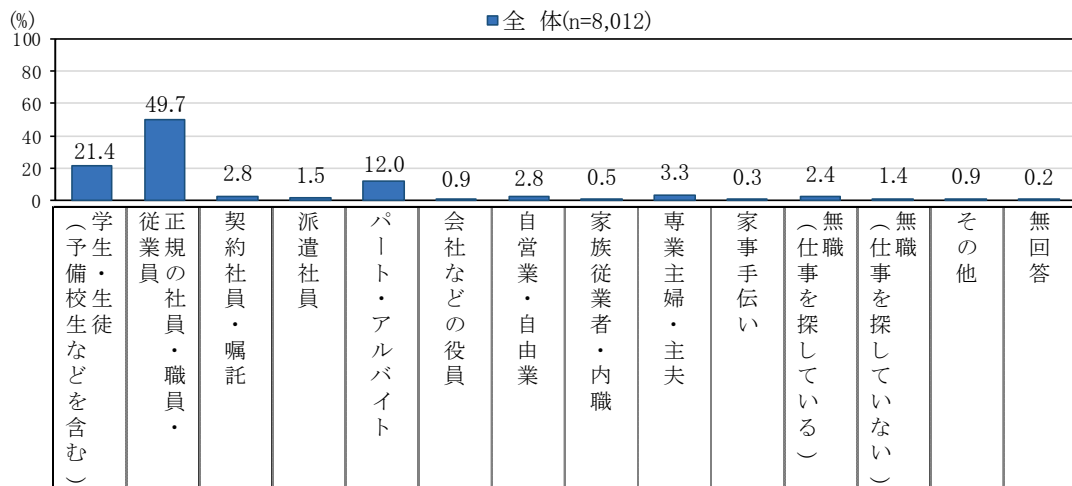 (%)
■全 体(n=8,012)
100
80
60
40
20
0
21.4
49.7
2.8
1.5
12.0
0.9
2.8
0.5
3.3
0.3
2.4
1.4
0.9
0.2
学生・生徒
（予備校生などを含む）
正規の社員・職員・
従業員
契約社員・嘱託
派遣社員
パート・アルバイト
会社などの役員
自営業・自由業
家族従業者・内職
専業主婦・主夫
家事手伝い
無職
（仕事を探している）
無職
（仕事を探していない）
その他
無回答